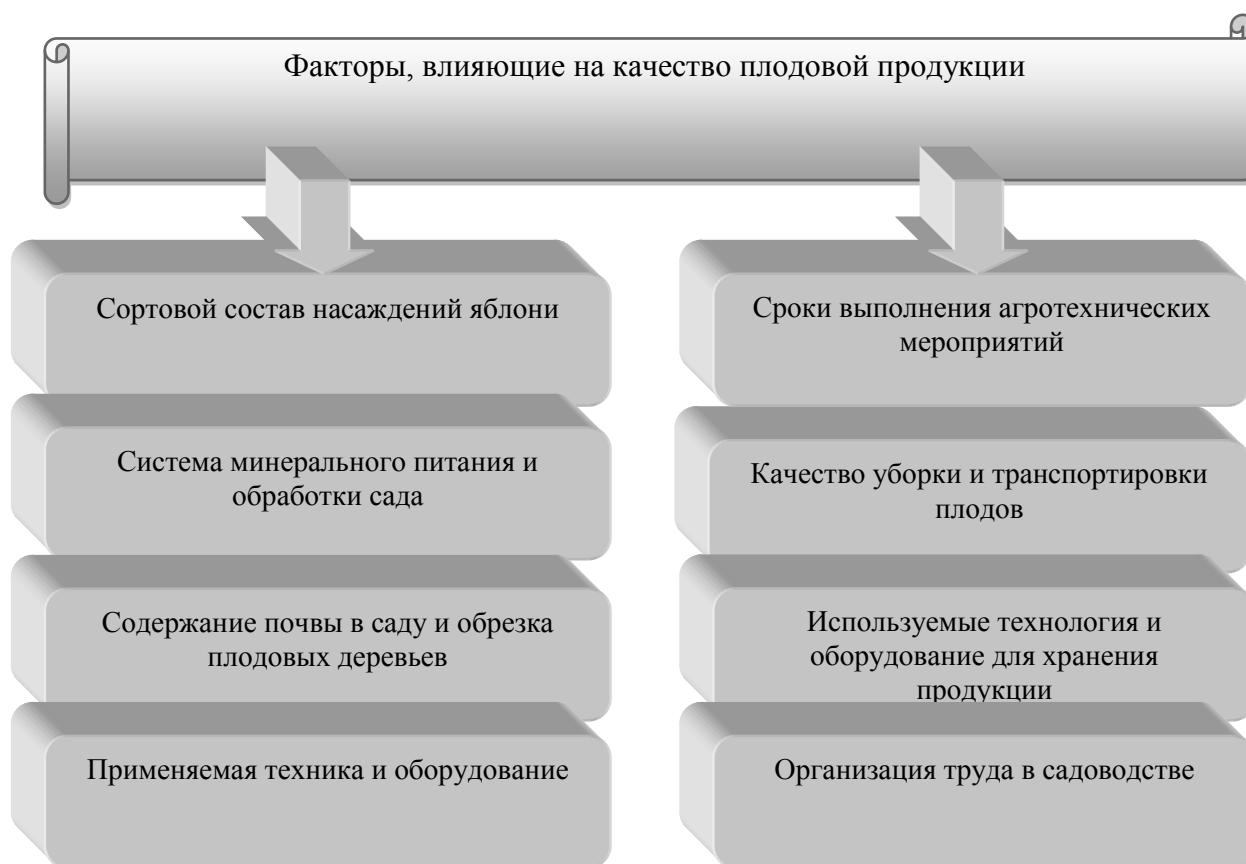 Факторы, влияющие на качество плодовой продукции
Сортовой состав насаждений яблони
Система минерального питания и
обработки сада
Содержание почвы в саду и обрезка
плодовых деревьев
Применяемая техника и оборудование
Сроки выполнения агротехнических
мероприятий
Качество уборки и транспортировки
плодов
Используемые технология и
оборудование для хранения
продукции
Организация труда в садоводстве